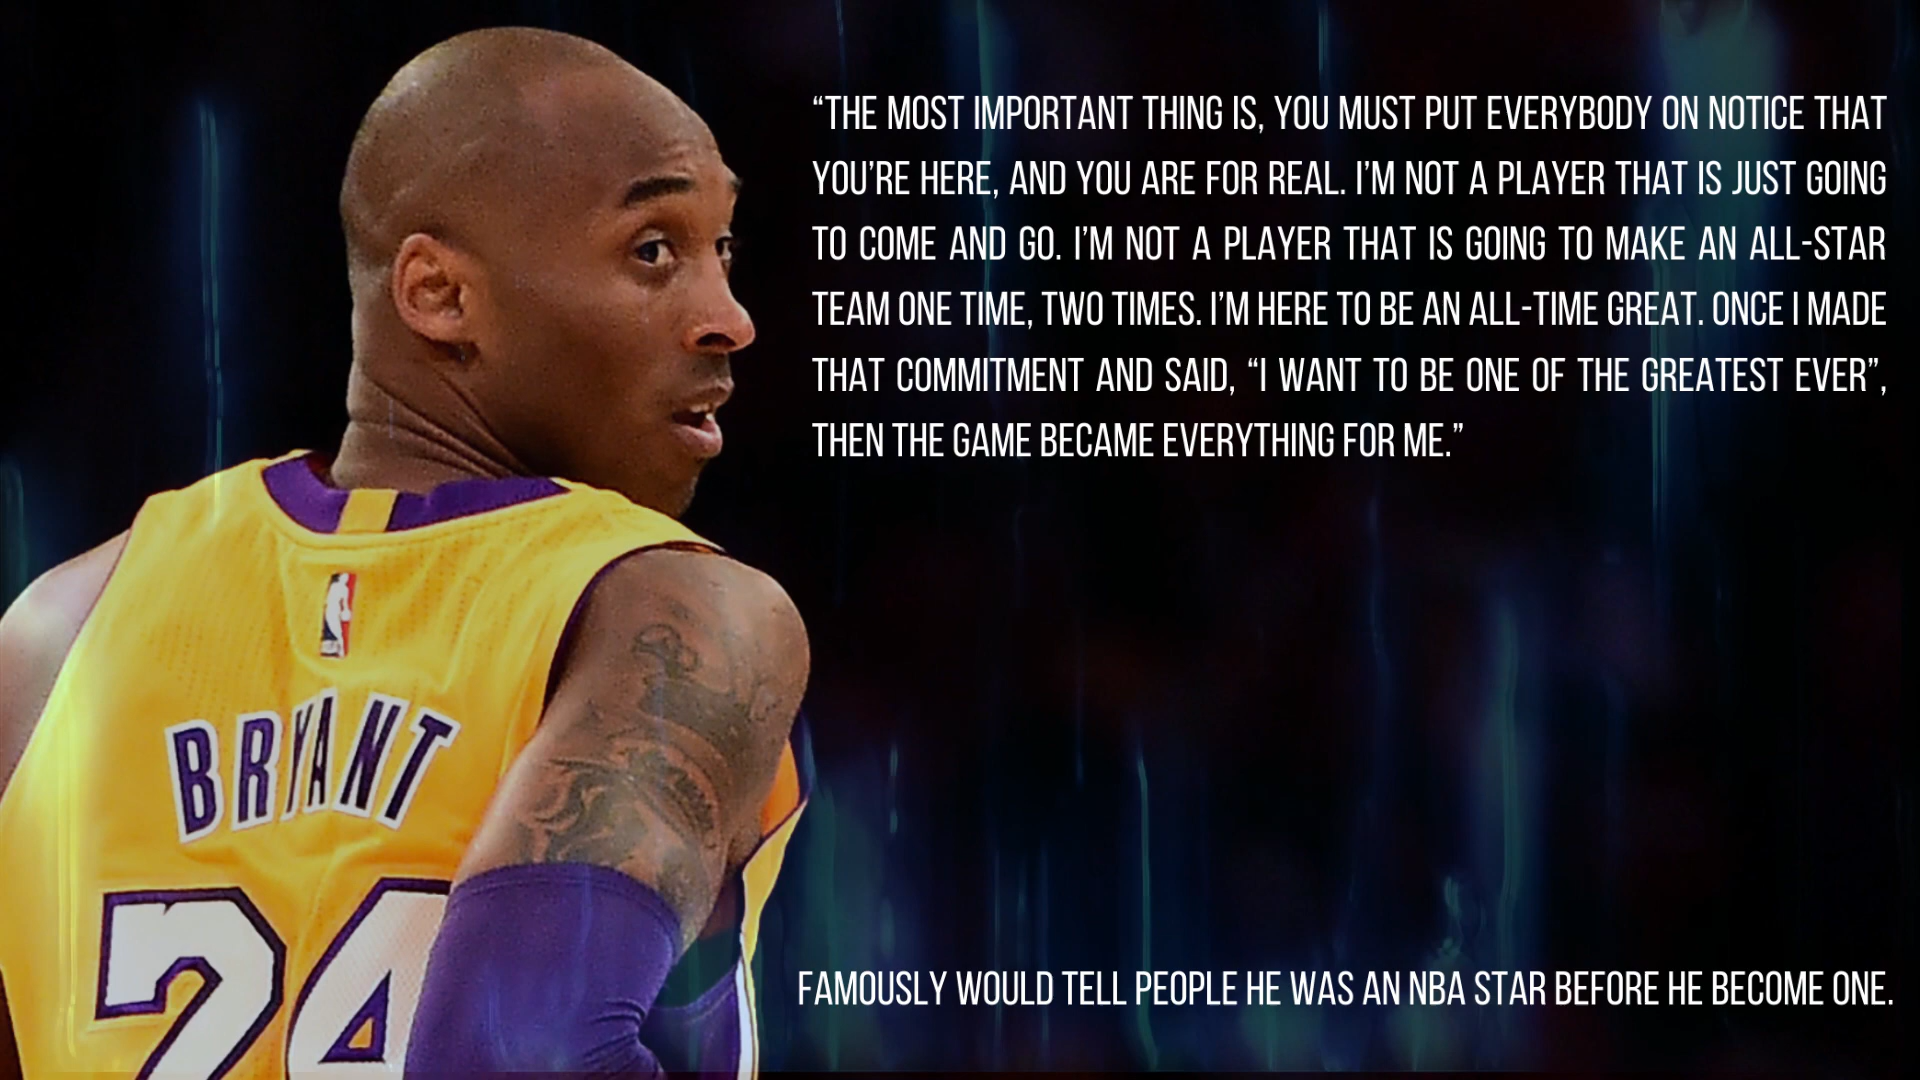 “THE MOST IMPORTANT THING IS, YOU MUST PUT EVERYBODY ON NOTICE THAT
YOU’RE HERE, AND YOU ARE FOR REAL. I’M NOT A PLAYER THAT IS JUST GOING
TO COME AND GO. I’M NOT A PLAYER THAT IS GOING TO MAKE AN ALL-STAR
TEAM ONE TIME, TWO TIMES. I’M HERE TO BE AN ALL-TIME GREAT. ONCE I MADE
THAT COMMITMENT AND SAID, “I WANT TO BE ONE OF THE GREATEST EVER”,
THEN THE GAME BECAME EVERYTHING FOR ME.”
BRYANT
24
FAMOUSLY WOULD TELL PEOPLE HE WAS AN NBA STAR BEFORE HE BECOME ONE.